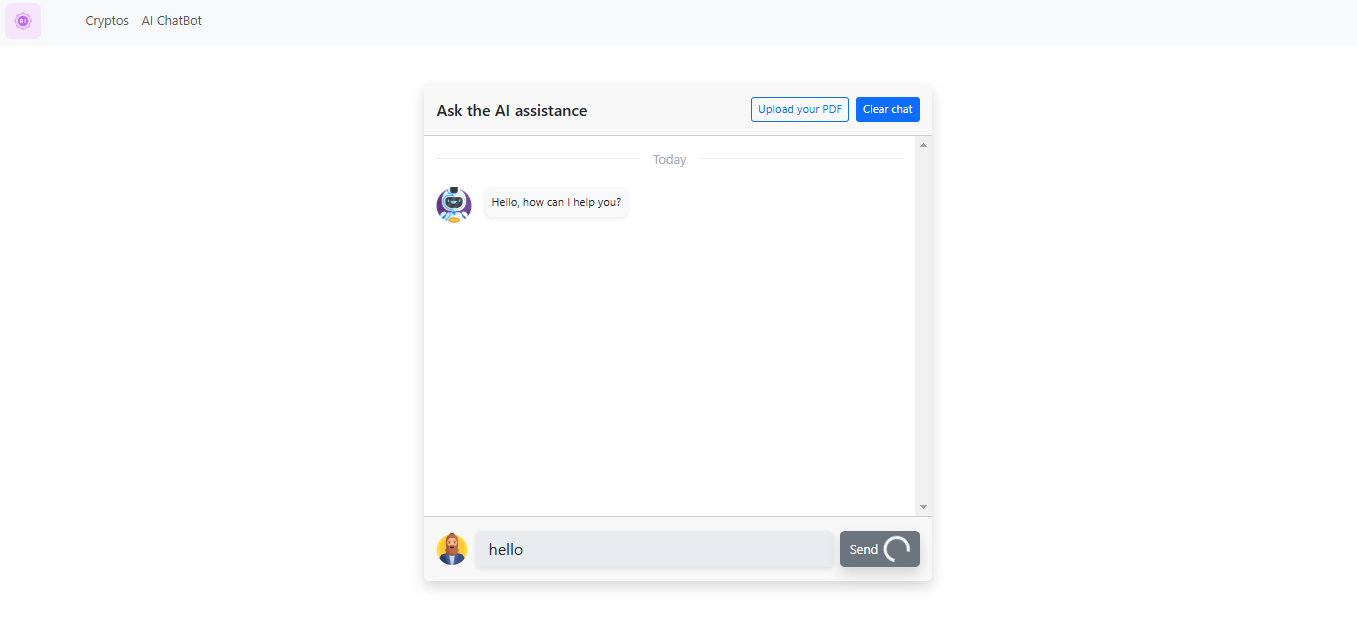 AI
Cryptos AI ChatBot
Ask the AI assistance
Upload your PDF
Clear chat
Today
Hello, how can I help you?
hello
Send